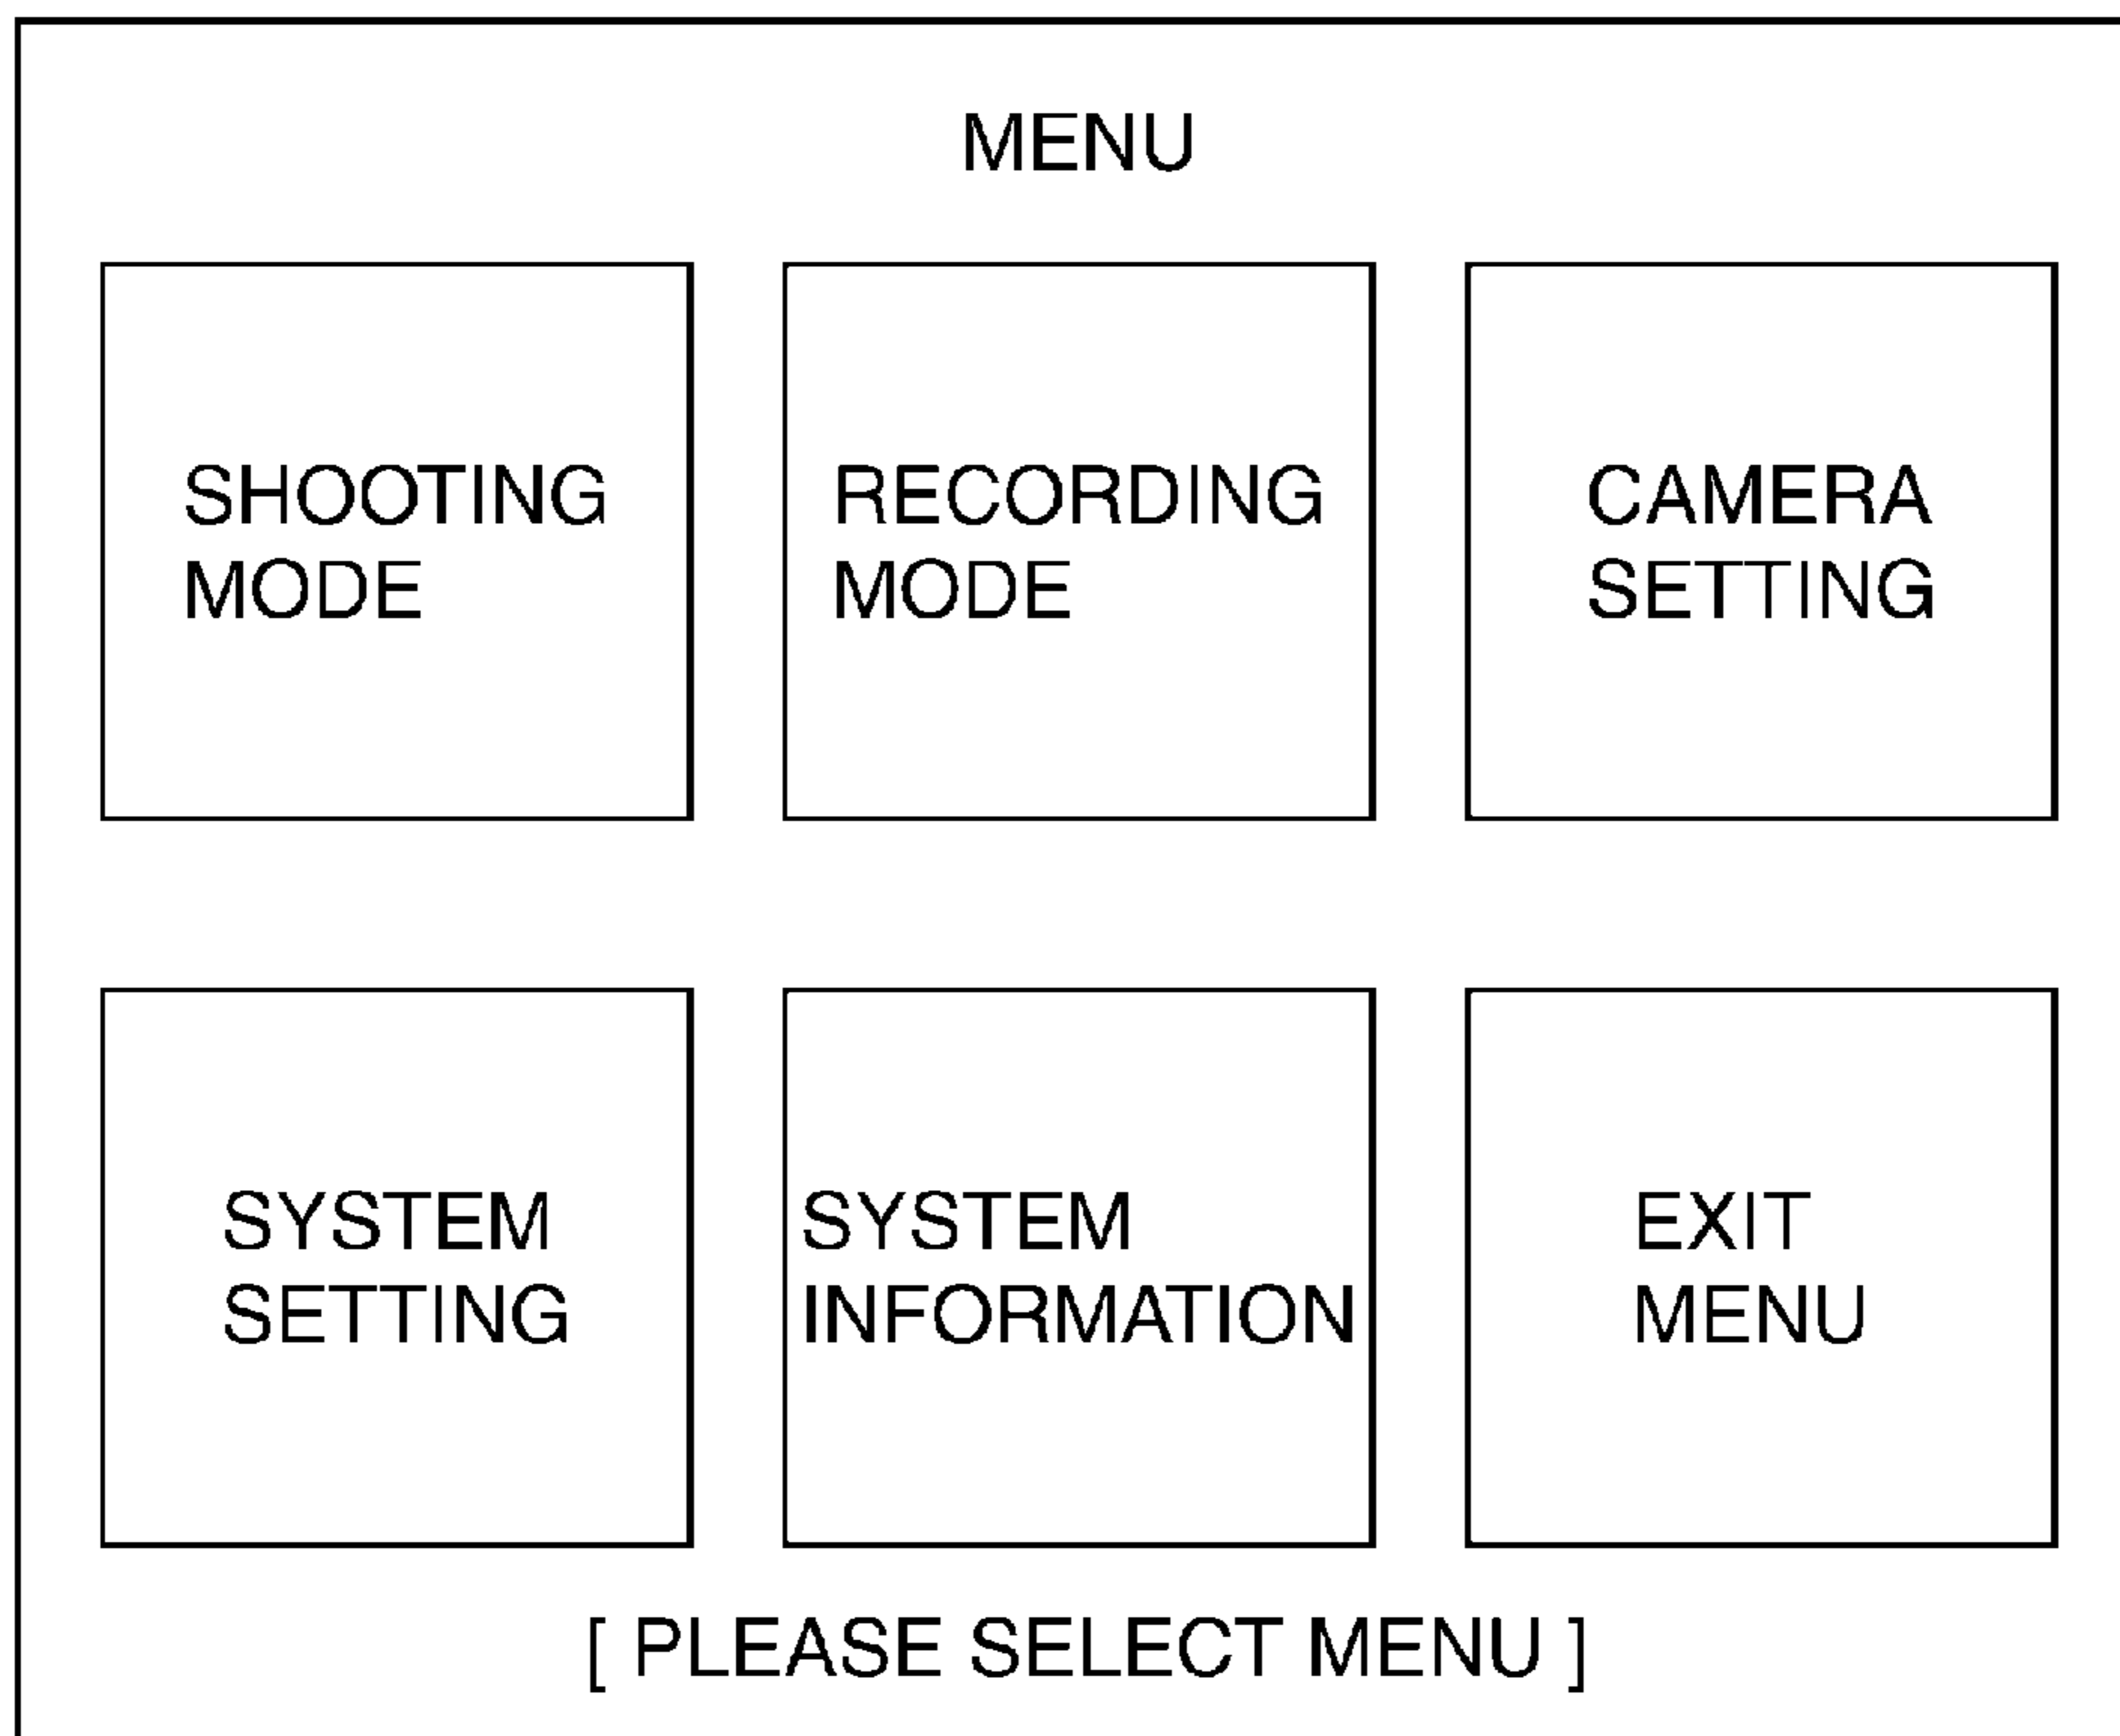 MENU
SHOOTING
MODE
RECORDING
MODE
CAMERA
SETTING
SYSTEM
SETTING
SYSTEM
INFORMATION
EXIT
MENU
[ PLEASE SELECT MENU ]